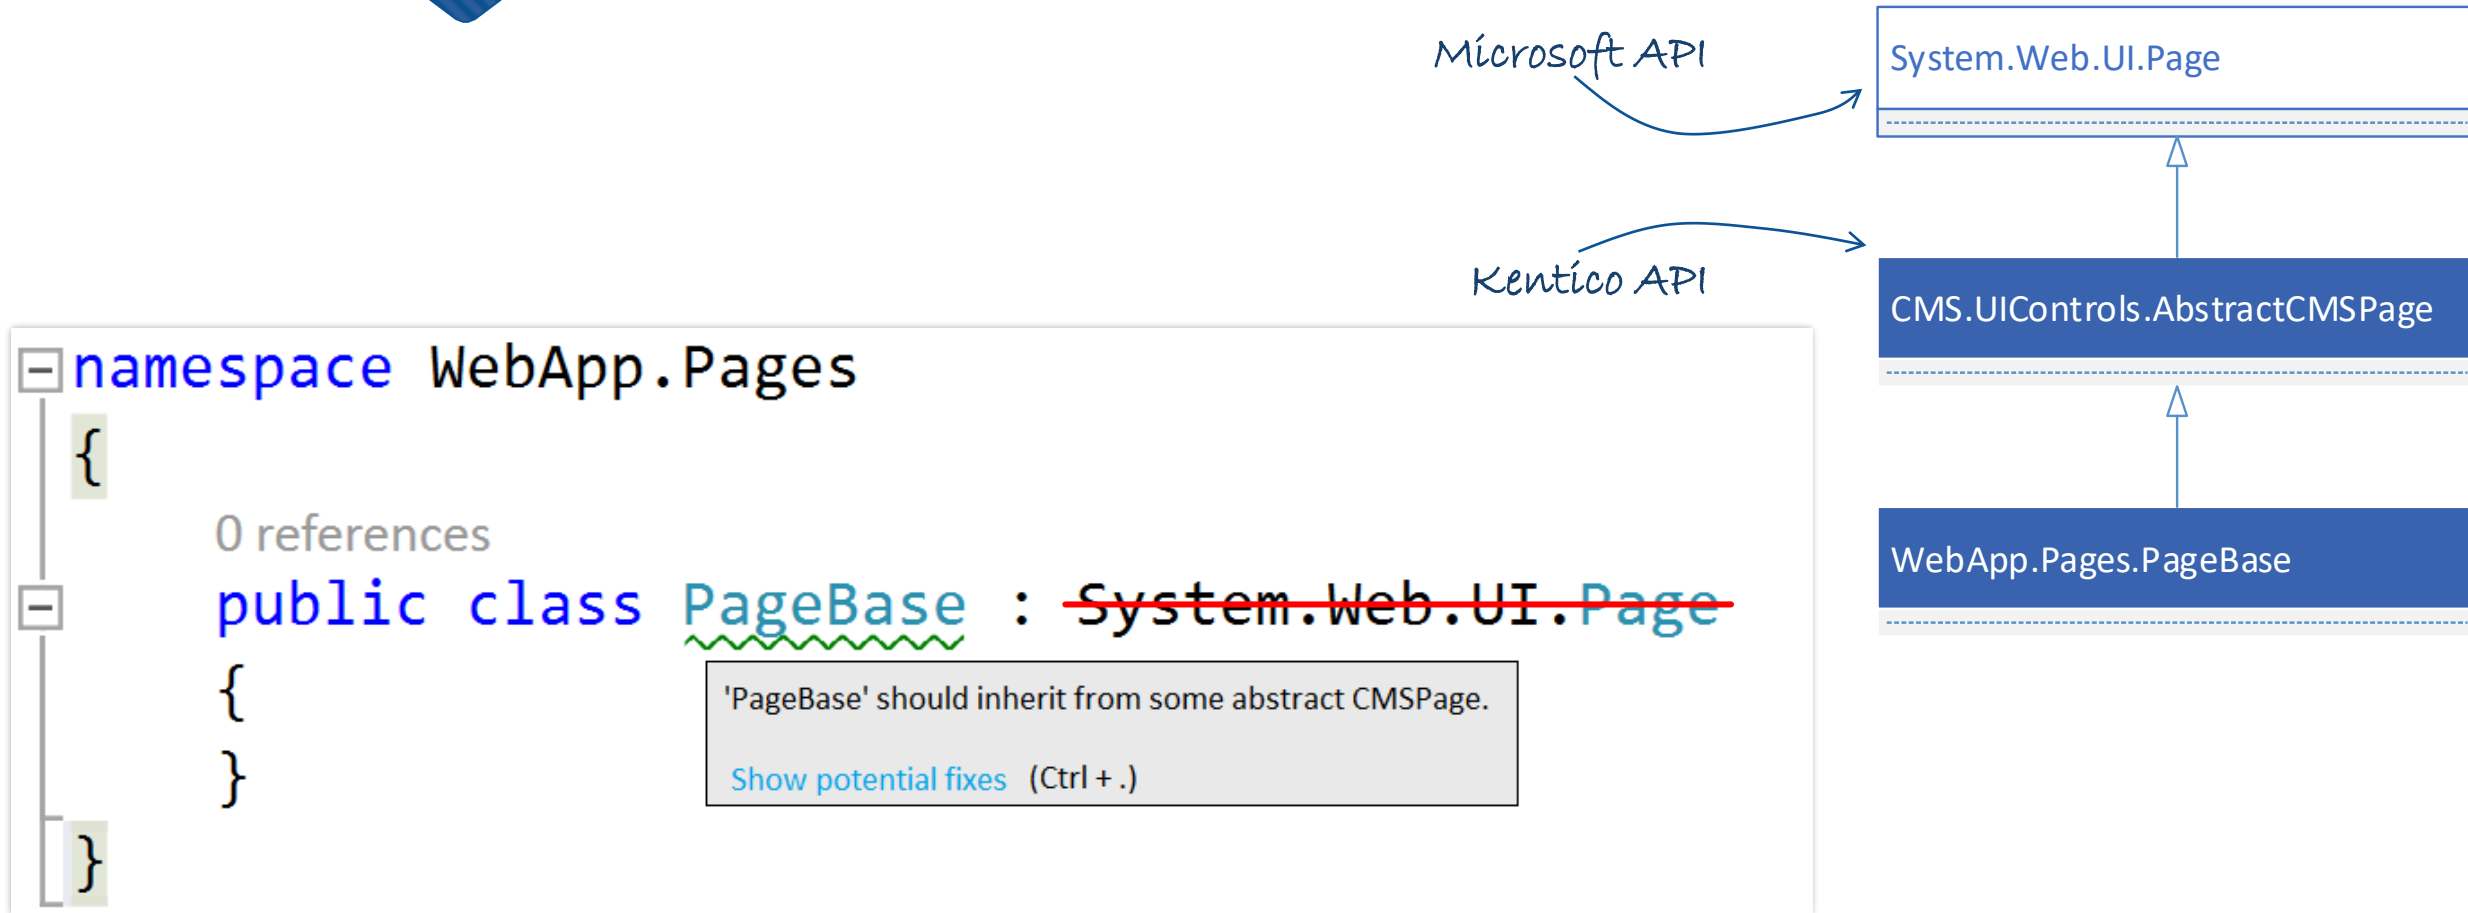 Microsoft API
System.Web.UI.Page
Kentico API
CMS.UIControls.AbstractCMSPage
WebApp.Pages.PageBase
namespace WebApp.Pages
{
0 references
public class PageBase : System.Web.UI.Page
{
'PageBase' should inherit from some abstract CMSPage.
Show potential fixes (Ctrl + .)
}
}